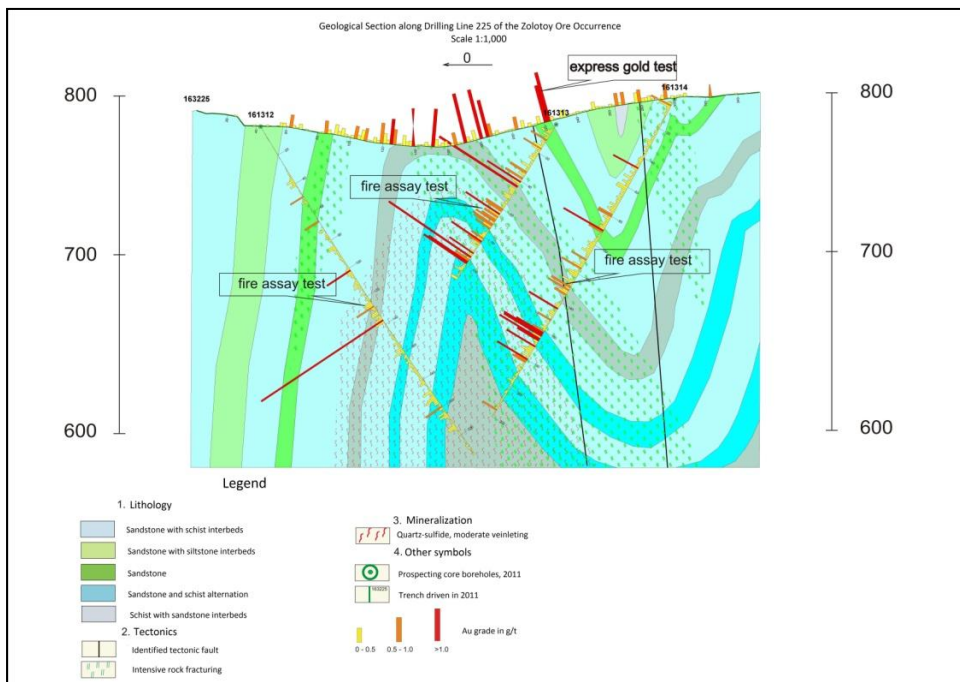 Geological Section along Drilling Line 225 of the Zolotoy Ore Occurrence
Scale 1:1,000
0
express gold test
800
163225
161312
161313
161314
800
fire assay test
700
fire assay test
fire assay test
700
600
600
Legend
1. Lithology
Sandstone with schist interbeds
Sandstone with siltstone interbeds
Sandstone
Sandstone and schist alternation
Schist with sandstone interbeds
2. Tectonics
Identified tectonic fault
Intensive rock fracturing
3. Mineralization
Quartz-sulfide, moderate veinleting
4. Other symbols
Prospecting core boreholes, 2011
163225
Trench driven in 2011
Au grade in g/t
0 - 0.5 0.5 - 1.0 >1.0